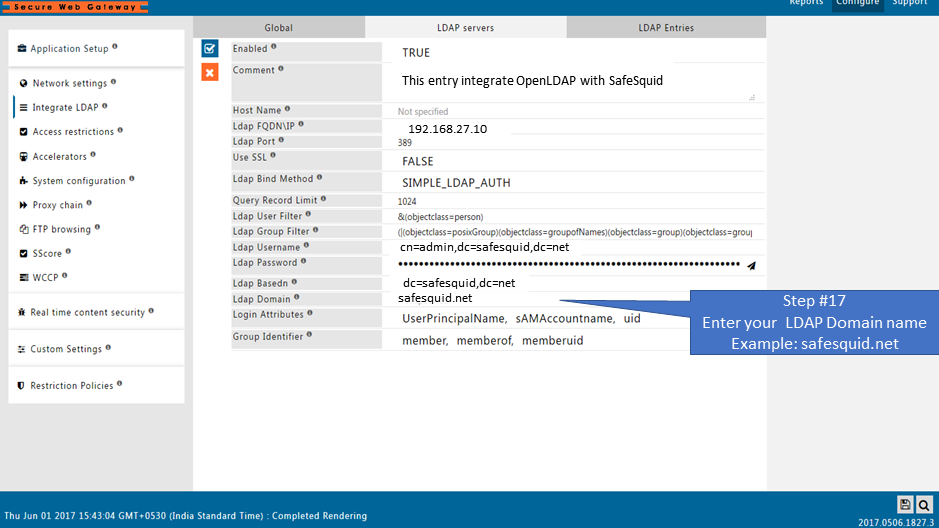 Secure Web Gateway
Reports Configure Support
Application Setup
Network settings
Integrate LDAP
Access restrictions
Accelerators
System configuration
Proxy chain
FTP browsing
SScore
WCCP
Real time content security
Custom Settings
Restriction Policies
Global LDAP servers LDAP Entries
Enabled TRUE
Comment This entry integrate OpenLDAP with SafeSquid
Host Name Not specified
Ldap FQDN\IP 192.168.27.10
Ldap Port 389
Use SSL FALSE
Ldap Bind Method SIMPLE_LDAP_AUTH
Query Record Limit 1024
Ldap User Filter &(objectclass=person)
Ldap Group Filter (|(objectclass=posixGroup)(objectclass=groupofNames)(objectclass=group)(objectclass=grou
Ldap Username cn=admin,dc=safesquid,dc=net
Ldap Password
Ldap Basedn dc=safesquid,dc=net
Ldap Domain safesquid.net
Login Attributes UserPrincipalName, sAMAccountname, uid
Group Identifier member, memberof, memberuid
Step #17
Enter your LDAP Domain name
Example: safesquid.net
Thu Jun 01 2017 15:43:04 GMT+0530 (India Standard Time) : Completed Rendering
2017.0506.1827.3